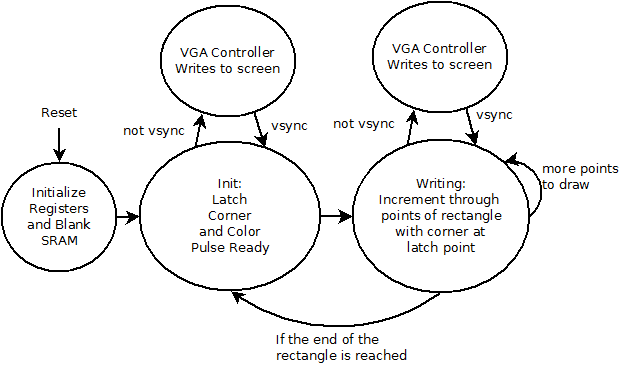 VGA Controller
Writes to screen
VGA Controller
Writes to screen
Reset
not vsync
vsync
not vsync
vsync
more points
to draw
Initialize
Registers
and Blank
SRAM
Init:
Latch
Corner
and Color
Pulse Ready
Writing:
Increment through
points of rectangle
with corner at
latch point
If the end of the
rectangle is reached